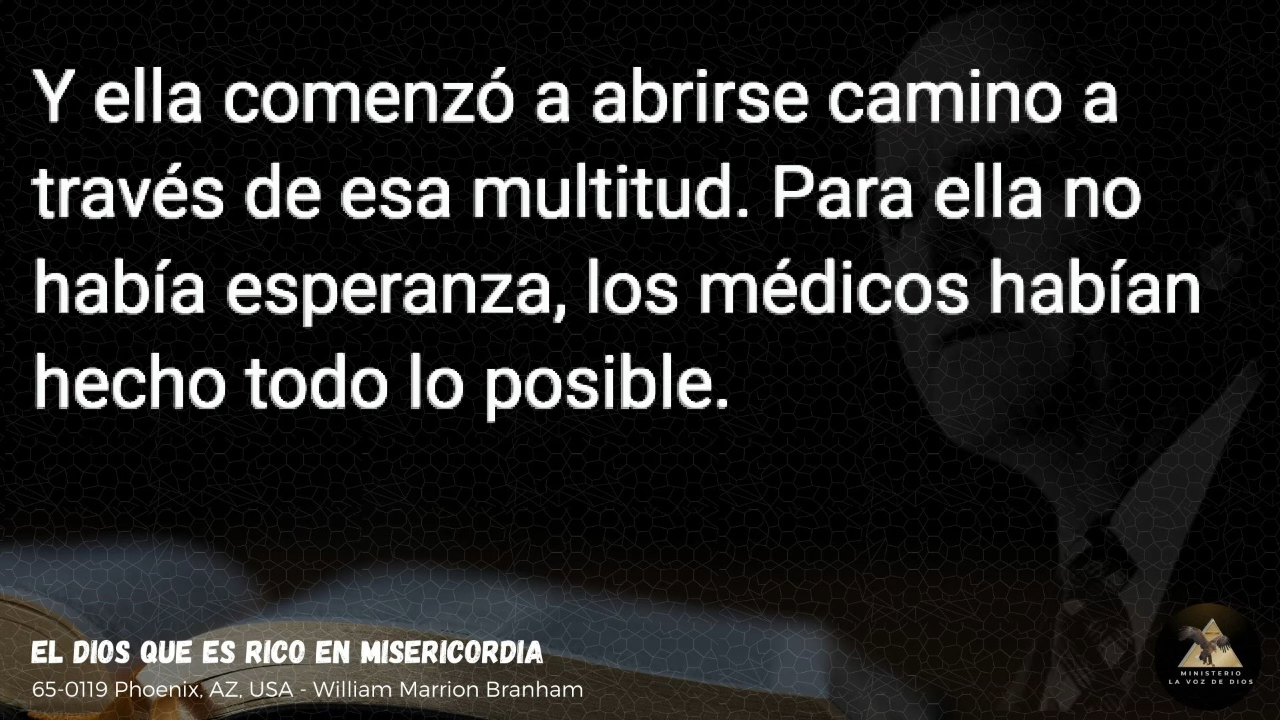 Y ella comenzó a abrirse camino a
través de esa multitud. Para ella no
había esperanza, los médicos habían
hecho todo lo posible.
EL DIOS QUE ES RICO EN MISERICORDIA
65-0119 Phoenix, AZ, USA - William Marrion Branham
MINISTERIO
LA VOZ DE DIOS